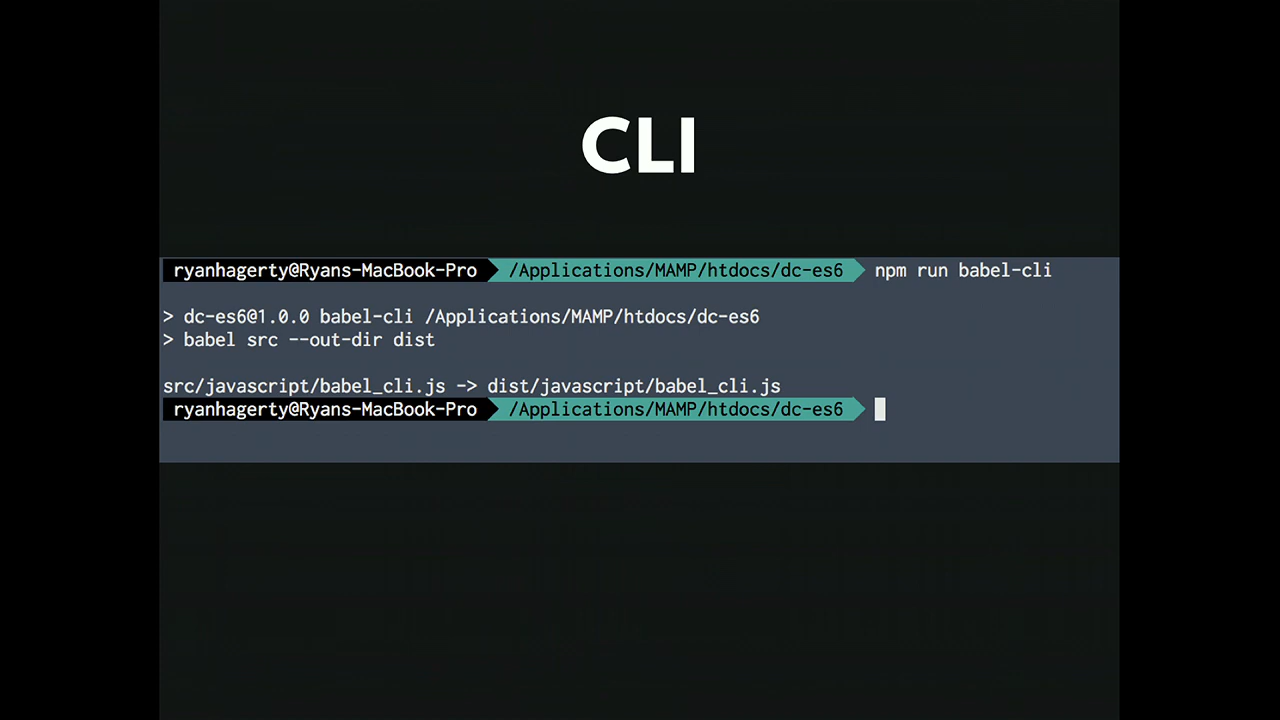 CLI
ryanhagerty@Ryans-MacBook-Pro /Applications/MAMP/htdocs/dc-es6 npm run babel-cli
> dc-es6@1.0.0 babel-cli /Applications/MAMP/htdocs/dc-es6
> babel src --out-dir dist
src/javascript/babel_cli.js -> dist/javascript/babel_cli.js
ryanhagerty@Ryans-MacBook-Pro /Applications/MAMP/htdocs/dc-es6